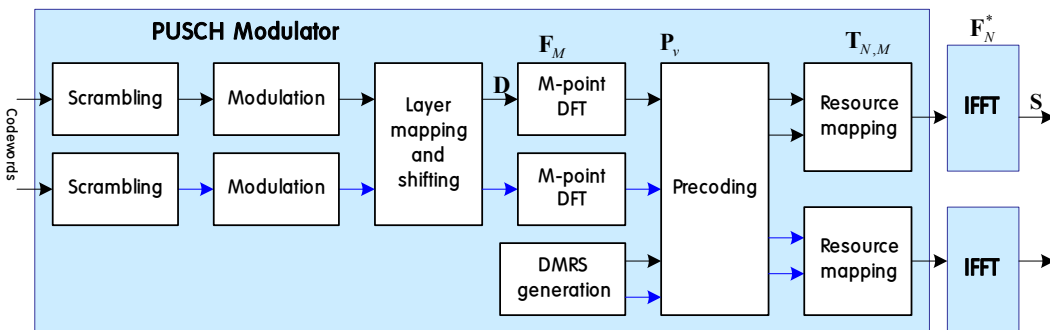 PUSCH Modulator
F_M
P_v
T_{N,M}
F_N^*
Codewords
Scrambling
Modulation
Layer
mapping
and
shifting
D
M-point
DFT
Precoding
Resource
mapping
IFFT
S
Scrambling
Modulation
M-point
DFT
DMRS
generation
Resource
mapping
IFFT